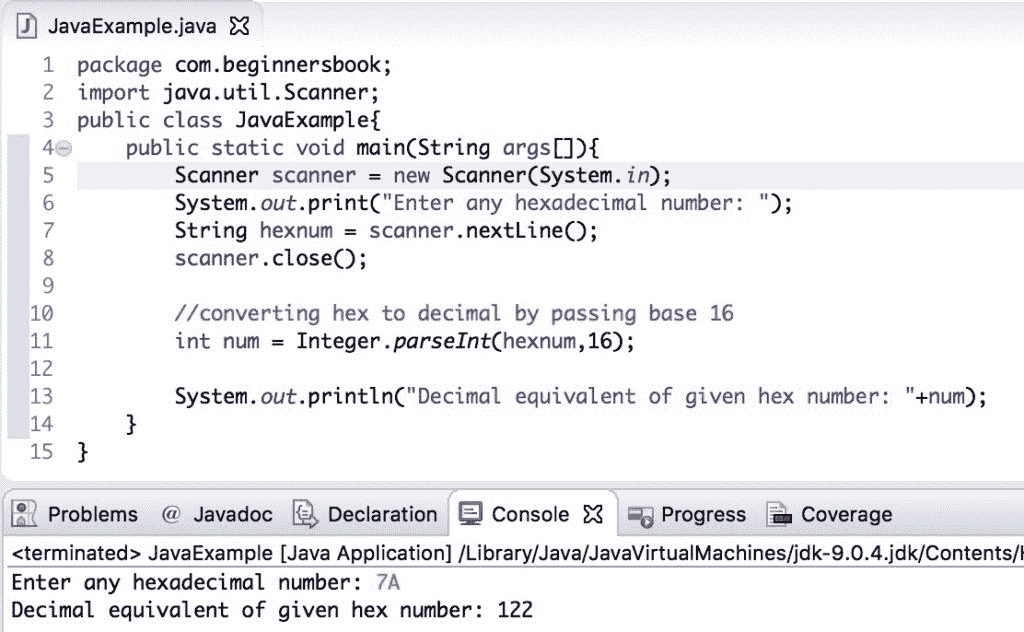 JavaExample.java
1 package com.beginnersbook;
2 import java.util.Scanner;
3 public class JavaExample{
4     public static void main(String args[]){
5         Scanner scanner = new Scanner(System.in);
6         System.out.print("Enter any hexadecimal number: ");
7         String hexnum = scanner.nextLine();
8         scanner.close();
9
10         //converting hex to decimal by passing base 16
11         int num = Integer.parseInt(hexnum,16);
12
13         System.out.println("Decimal equivalent of given hex number: "+num);
14     }
15 }
Problems @ Javadoc Declaration Console Progress Coverage
<terminated> JavaExample [Java Application] /Library/Java/JavaVirtualMachines/jdk-9.0.4.jdk/Contents/
Enter any hexadecimal number: 7A
Decimal equivalent of given hex number: 122